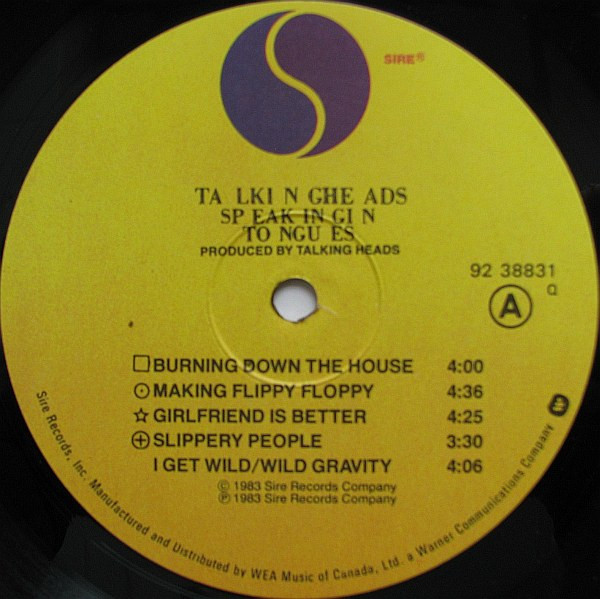 SIRE®
TA LKI N GHE ADS
SP EAK IN GI N
TO NGU ES
PRODUCED BY TALKING HEADS
92 38831
Q
A
BURNING DOWN THE HOUSE 4:00
MAKING FLIPPY FLOPPY 4:36
GIRLFRIEND IS BETTER 4:25
SLIPPERY PEOPLE 3:30
I GET WILD/WILD GRAVITY 4:06
© 1983 Sire Records Company
℗ 1983 Sire Records Company
Sire Records, Inc. Manufactured and Distributed by WEA Music of Canada, Ltd. a Warner Communications Company